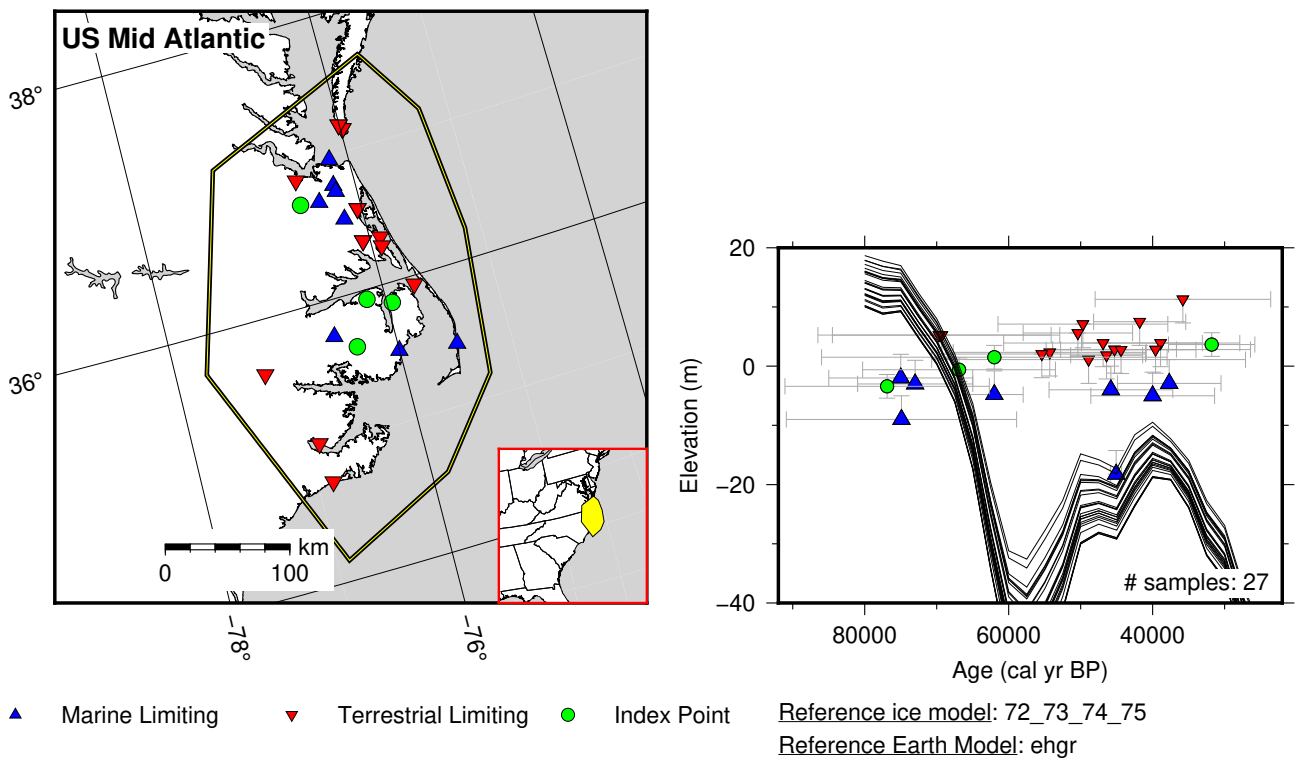 US Mid Atlantic
38°
36°
-78°
-76°
km
0 100
20
0
-20
-40
Elevation (m)
# samples: 27
80000 60000 40000
Age (cal yr BP)
Marine Limiting Terrestrial Limiting Index Point
Reference ice model: 72_73_74_75
Reference Earth Model: ehgr